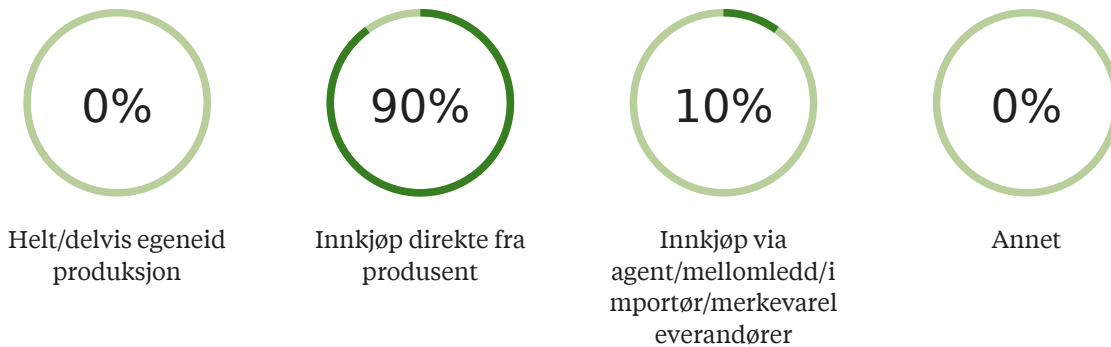 0%
90%
10%
0%
Helt/delvis egeneid
produksjon
Innkjøp direkte fra
produsent
Innkjøp via
agent/mellomledd/i
mportør/merkevarel
everandører
Annet